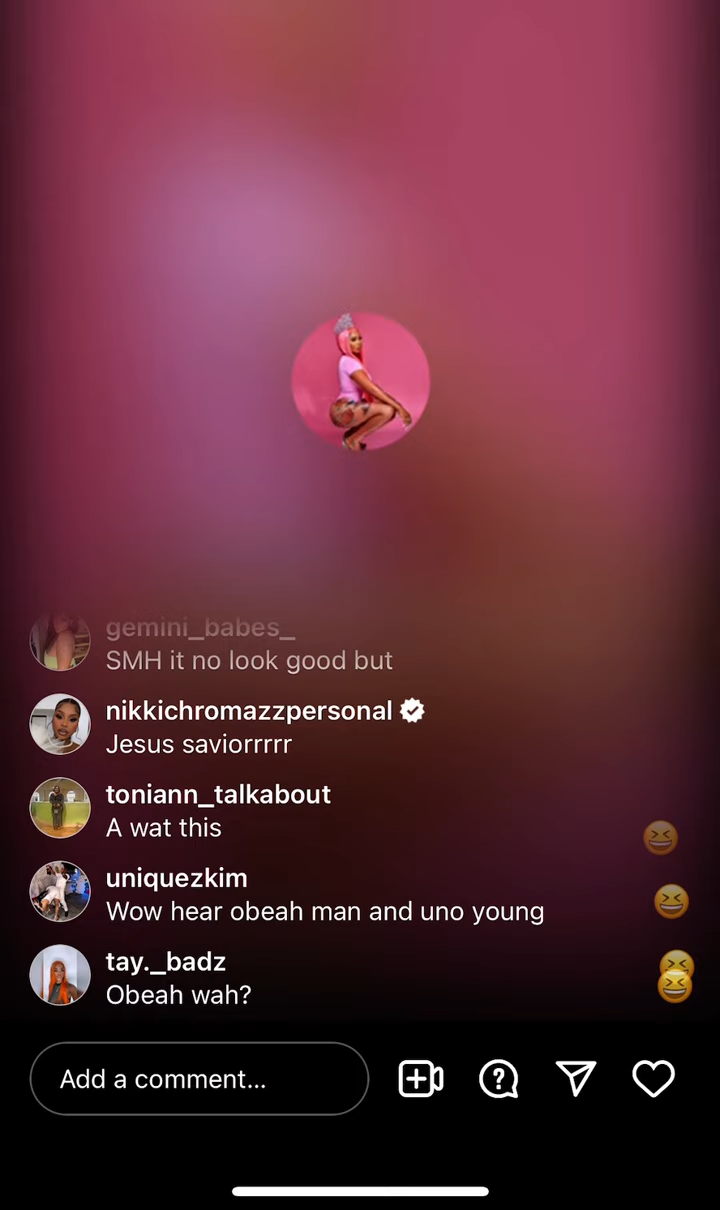 gemini_babes_
SMH it no look good but
nikkichromazzpersonal
Jesus saviorrrrr
toniann_talkabout
A wat this
uniquezkim
Wow hear obeah man and uno young
tay._badz
Obeah wah?
Add a comment...